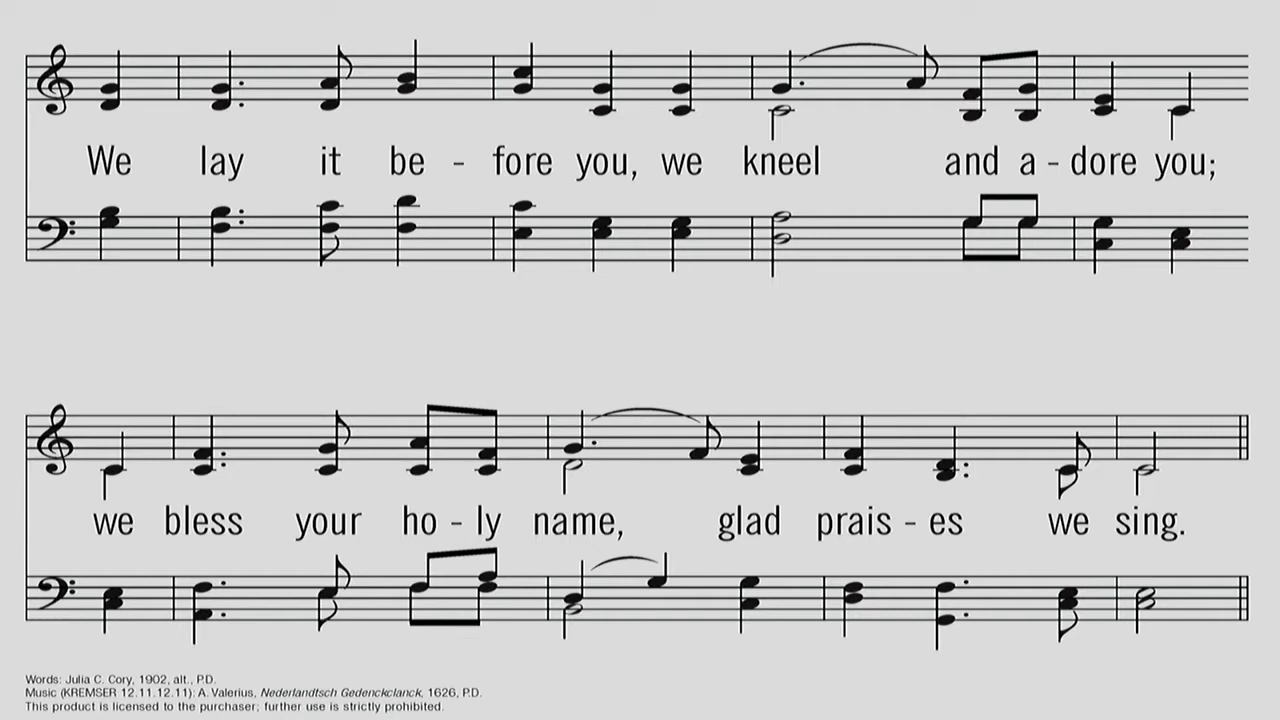 We lay it be - fore you, we kneel and a - dore you;
we bless your ho - ly name, glad prais - es we sing.
Words: Julia C. Cory, 1902, alt., P.D.
Music (KREMSER 12.11.12.11): A. Valerius, Nederlandtsch Gedenckclanck, 1626, P.D.
This product is licensed to the purchaser; further use is strictly prohibited.